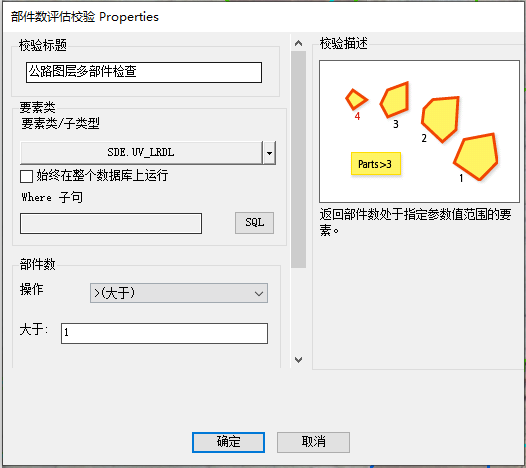 部件数评估校验 Properties
校验标题
公路图层多部件检查
要素类
要素类/子类型
SDE.UV_LRDL
始终在整个数据库上运行
Where 子句
SQL
部件数
操作
>(大于)
大于:
1
确定
取消
校验描述
4
3
2
1
Parts>3
返回部件数处于指定参数值范围的要
素。